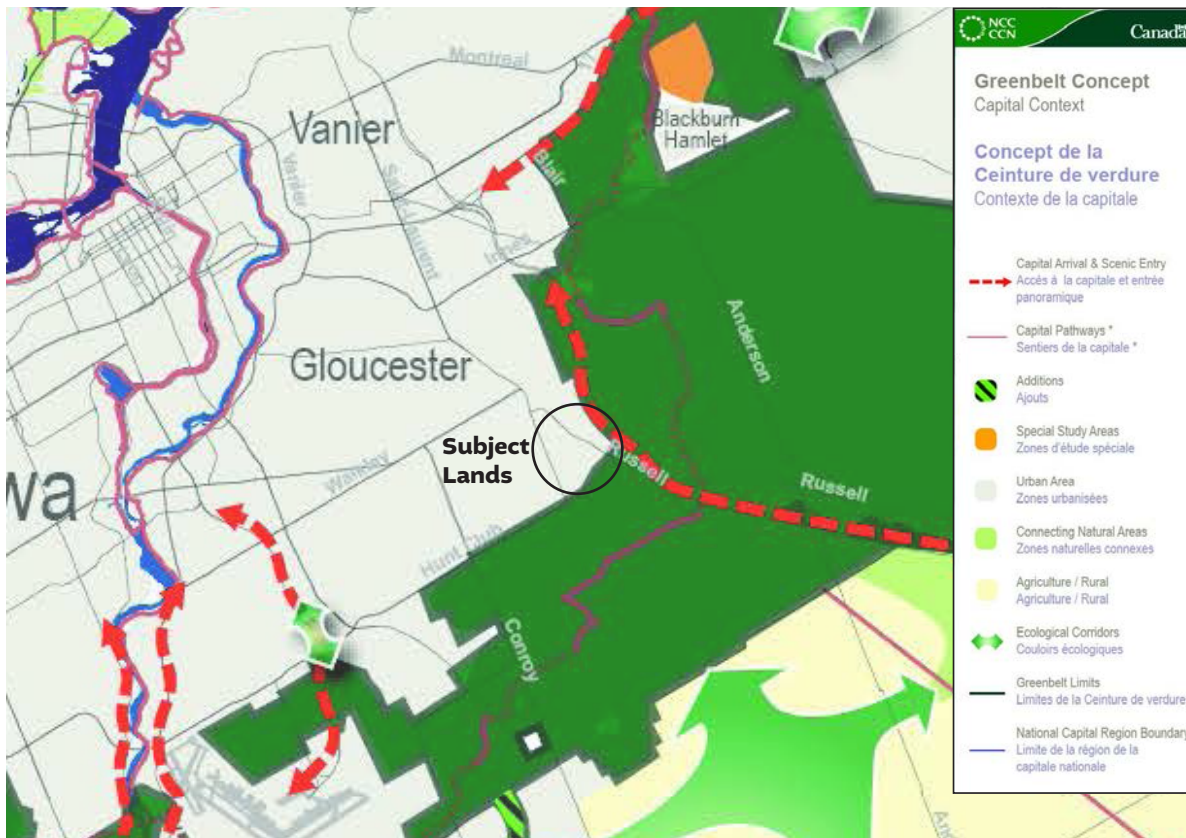 Montreal
Vanier
Vanier
Blackburn
Hamlet
Blair
Innes
Anderson
Gloucester
Subject
Lands
Russell
Russell
wa
Walkley
Hunt Club
Conroy
NCC
CCN
Canada
Greenbelt Concept
Capital Context
Concept de la
Ceinture de verdure
Contexte de la capitale
Capital Arrival & Scenic Entry
Accès à la capitale et entrée
panoramique
Capital Pathways *
Sentiers de la capitale *
Additions
Ajouts
Special Study Areas
Zones d'étude spéciale
Urban Area
Zones urbanisées
Connecting Natural Areas
Zones naturelles connexes
Agriculture / Rural
Agriculture / Rural
Ecological Corridors
Couloirs écologiques
Greenbelt Limits
Limites de la Ceinture de verdure
National Capital Region Boundary
Limite de la région de la
capitale nationale